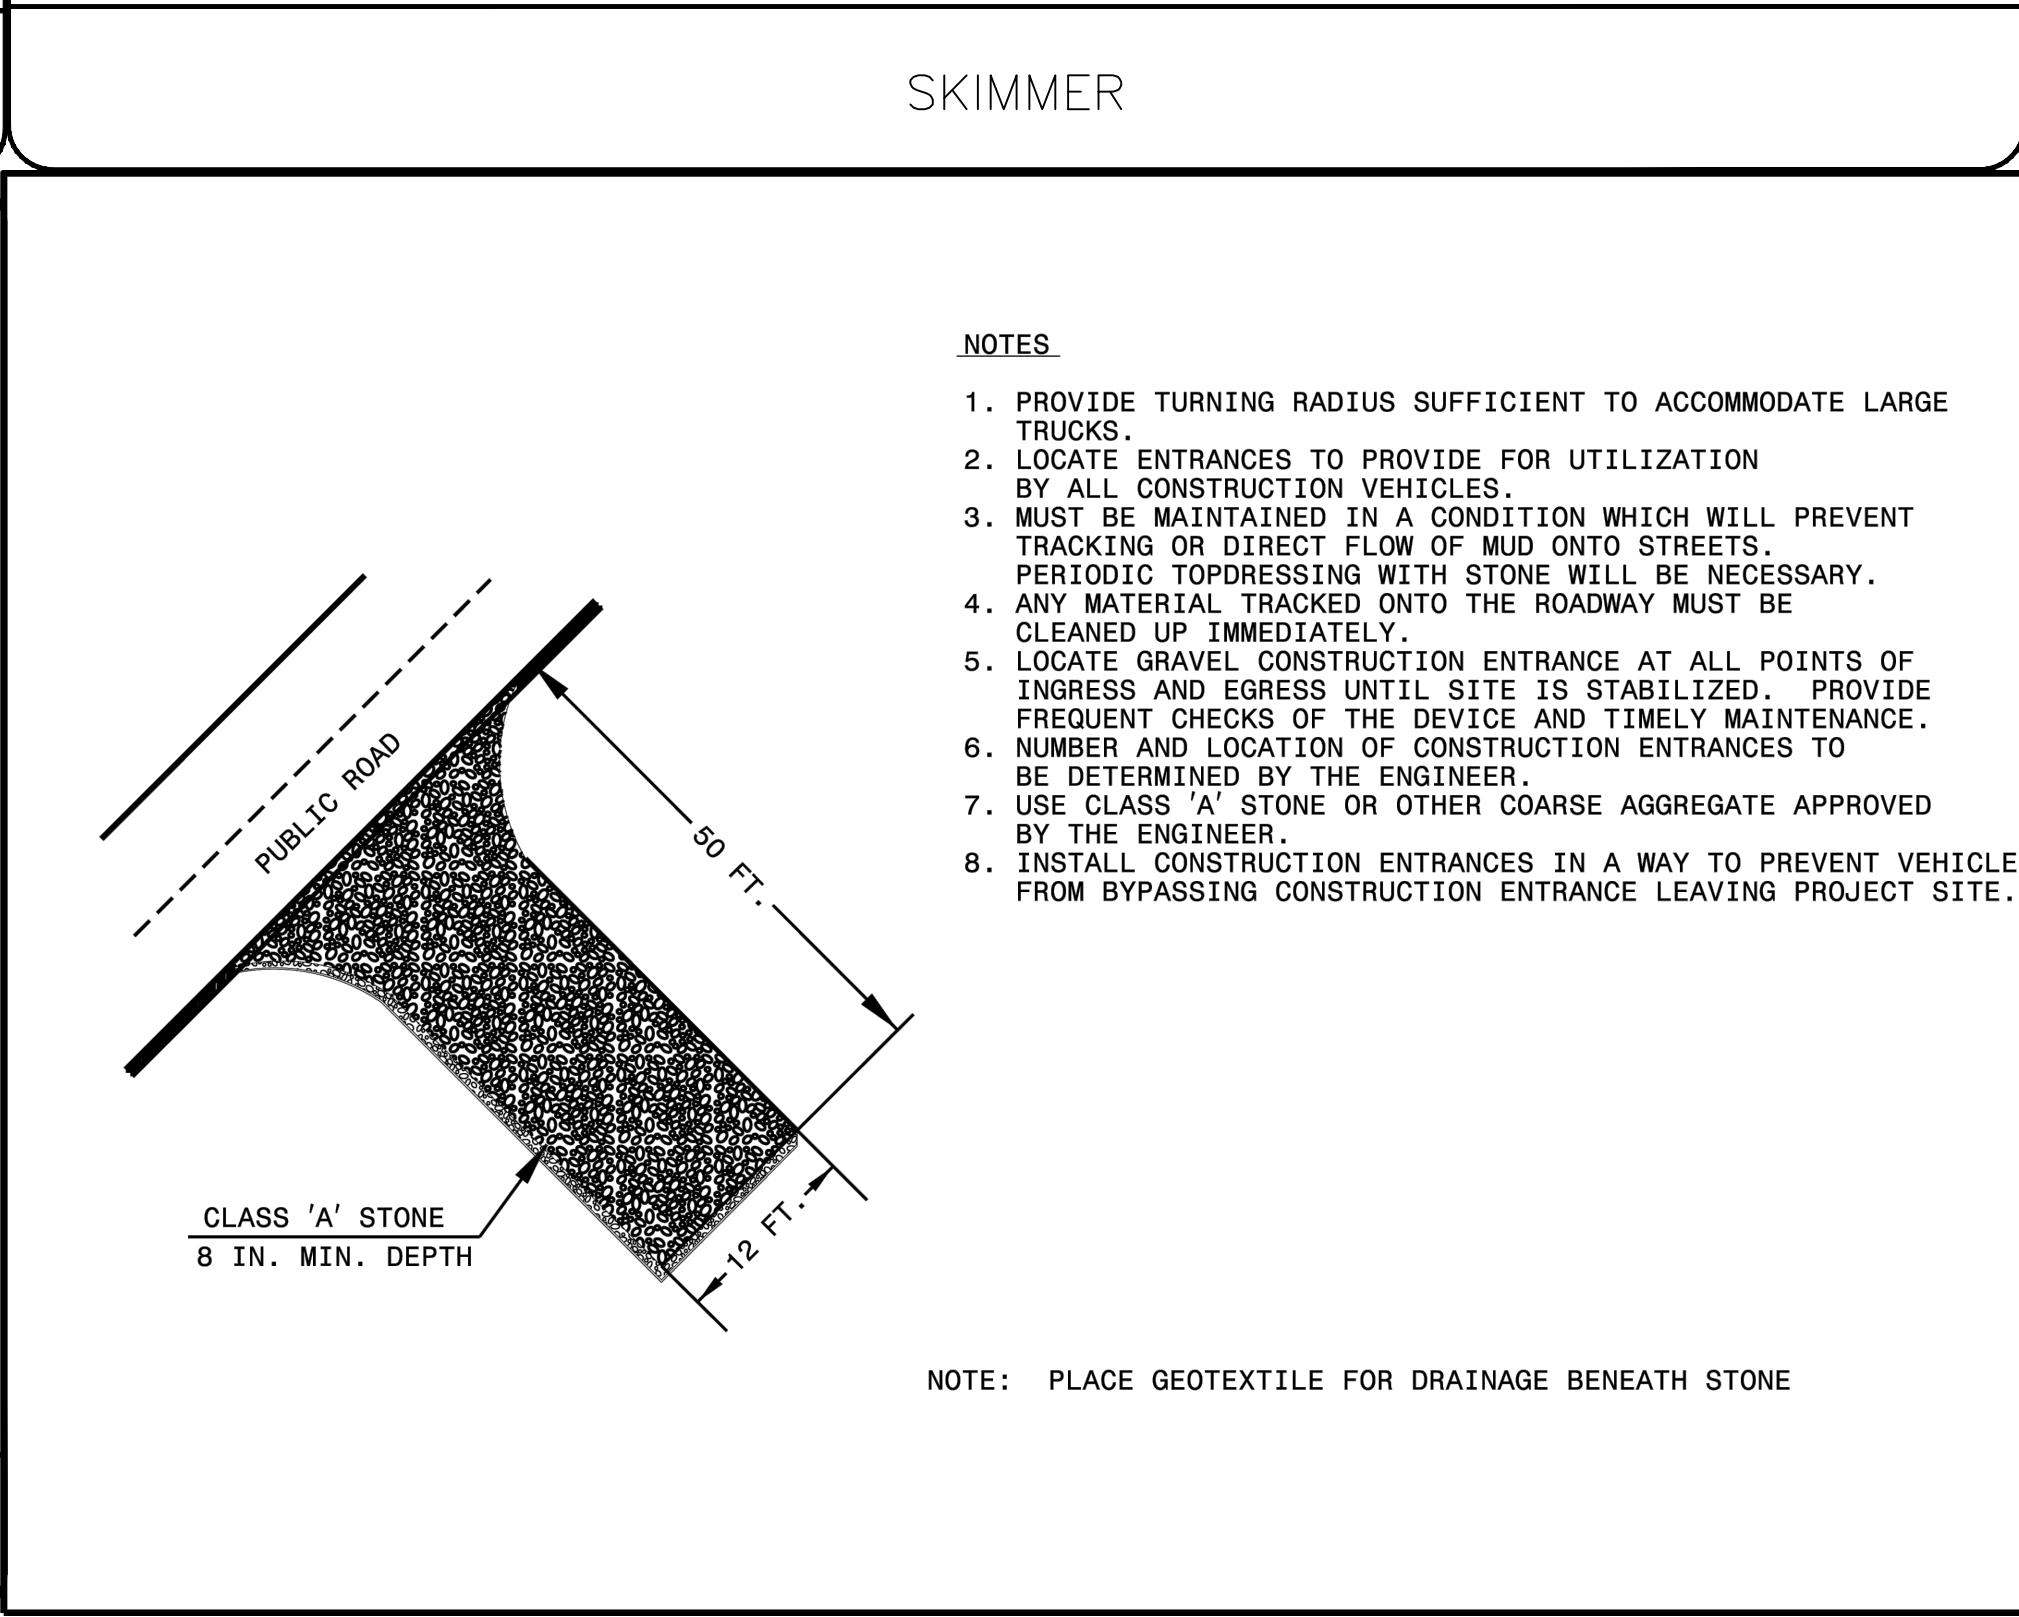 SKIMMER
NOTES
1. PROVIDE TURNING RADIUS SUFFICIENT TO ACCOMMODATE LARGE
TRUCKS.
2. LOCATE ENTRANCES TO PROVIDE FOR UTILIZATION
BY ALL CONSTRUCTION VEHICLES.
3. MUST BE MAINTAINED IN A CONDITION WHICH WILL PREVENT
TRACKING OR DIRECT FLOW OF MUD ONTO STREETS.
PERIODIC TOPDRESSING WITH STONE WILL BE NECESSARY.
4. ANY MATERIAL TRACKED ONTO THE ROADWAY MUST BE
CLEANED UP IMMEDIATELY.
5. LOCATE GRAVEL CONSTRUCTION ENTRANCE AT ALL POINTS OF
INGRESS AND EGRESS UNTIL SITE IS STABILIZED. PROVIDE
FREQUENT CHECKS OF THE DEVICE AND TIMELY MAINTENANCE.
6. NUMBER AND LOCATION OF CONSTRUCTION ENTRANCES TO
BE DETERMINED BY THE ENGINEER.
7. USE CLASS 'A' STONE OR OTHER COARSE AGGREGATE APPROVED
BY THE ENGINEER.
8. INSTALL CONSTRUCTION ENTRANCES IN A WAY TO PREVENT VEHICLE
FROM BYPASSING CONSTRUCTION ENTRANCE LEAVING PROJECT SITE.
PUBLIC ROAD
50 FT.
12 FT.
CLASS 'A' STONE
8 IN. MIN. DEPTH
NOTE: PLACE GEOTEXTILE FOR DRAINAGE BENEATH STONE